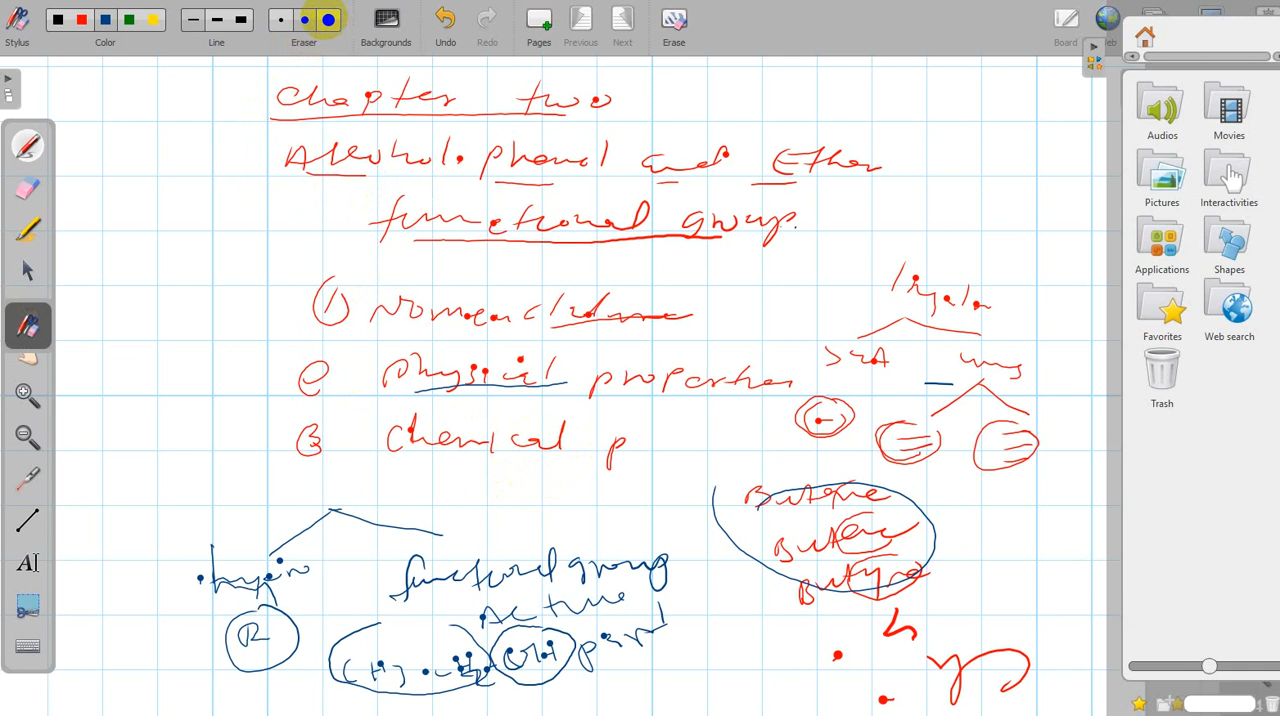 Stylus Color Line Eraser Backgrounds Undo Redo Pages Previous Next Erase Board
chapter two
Alcohol. phenol and Ether
functional group.
(1) Nomenclature
physical properties
3 chemical p
Butane
Butene
Butyne
functional group
active
part
R
OH
Audios Movies
Pictures Interactivities
Applications Shapes
Favorites Web search
Trash